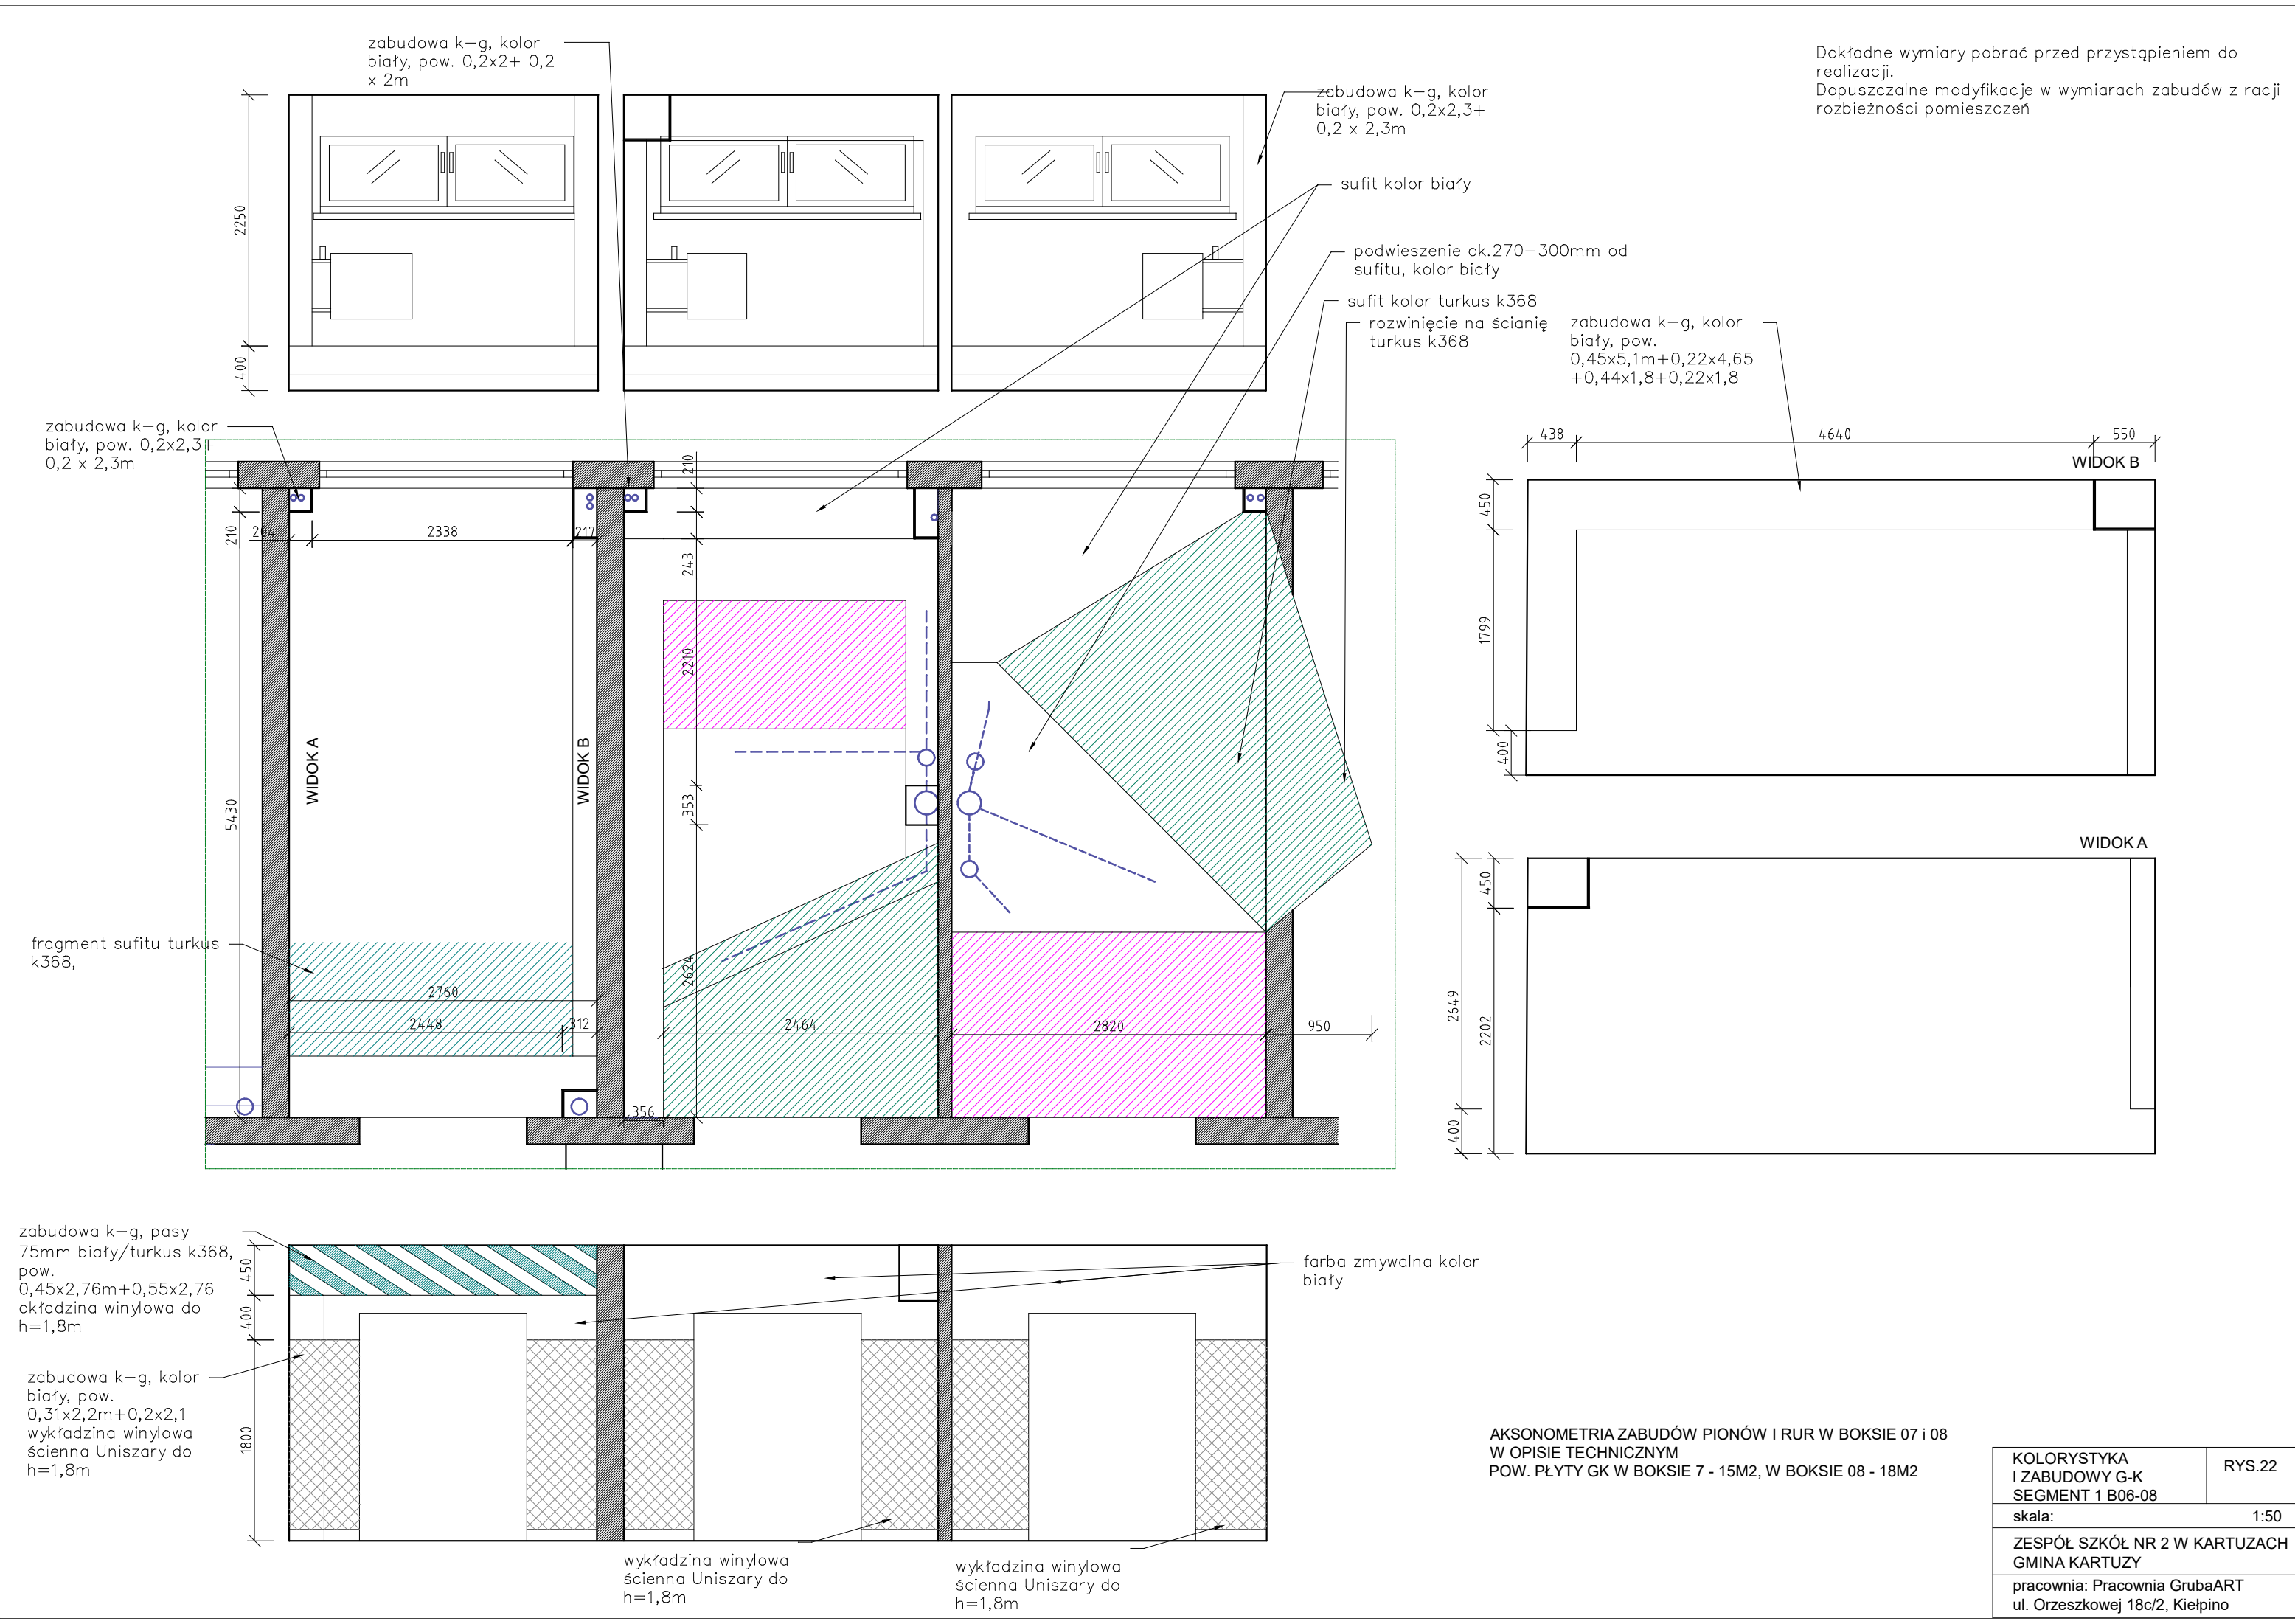 zabudowa k-g, kolor
biały, pow. 0,2x2+ 0,2
x 2m
Dokładne wymiary pobrać przed przystąpieniem do
realizacji.
Dopuszczalne modyfikacje w wymiarach zabudów z racji
rozbieżności pomieszczeń
zabudowa k-g, kolor
biały, pow. 0,2x2,3+
0,2 x 2,3m
sufit kolor biały
podwieszenie ok.270-300mm od
sufitu, kolor biały
sufit kolor turkus k368
rozwinięcie na ścianię
turkus k368
zabudowa k-g, kolor
biały, pow.
0,45x5,1m+0,22x4,65
+0,44x1,8+0,22x1,8
2250
400
zabudowa k-g, kolor
biały, pow. 0,2x2,3+
0,2 x 2,3m
438
4640
550
WIDOK B
450
1799
400
210
210
204
2338
217
243
2210
353
2624
5430
WIDOK A
WIDOK B
WIDOK A
450
2649
2202
400
fragment sufitu turkus
k368,
2760
2448
312
2464
2820
950
356
zabudowa k-g, pasy
75mm biały/turkus k368,
pow.
0,45x2,76m+0,55x2,76
okładzina winylowa do
h=1,8m
450
400
1800
farba zmywalna kolor
biały
zabudowa k-g, kolor
biały, pow.
0,31x2,2m+0,2x2,1
wykładzina winylowa
ścienna Uniszary do
h=1,8m
wykładzina winylowa
ścienna Uniszary do
h=1,8m
wykładzina winylowa
ścienna Uniszary do
h=1,8m
AKSONOMETRIA ZABUDÓW PIONÓW I RUR W BOKSIE 07 i 08
W OPISIE TECHNICZNYM
POW. PŁYTY GK W BOKSIE 7 - 15M2, W BOKSIE 08 - 18M2
KOLORYSTYKA
I ZABUDOWY G-K
SEGMENT 1 B06-08
RYS.22
skala: 1:50
ZESPÓŁ SZKÓŁ NR 2 W KARTUZACH
GMINA KARTUZY
pracownia: Pracownia GrubaART
ul. Orzeszkowej 18c/2, Kiełpino